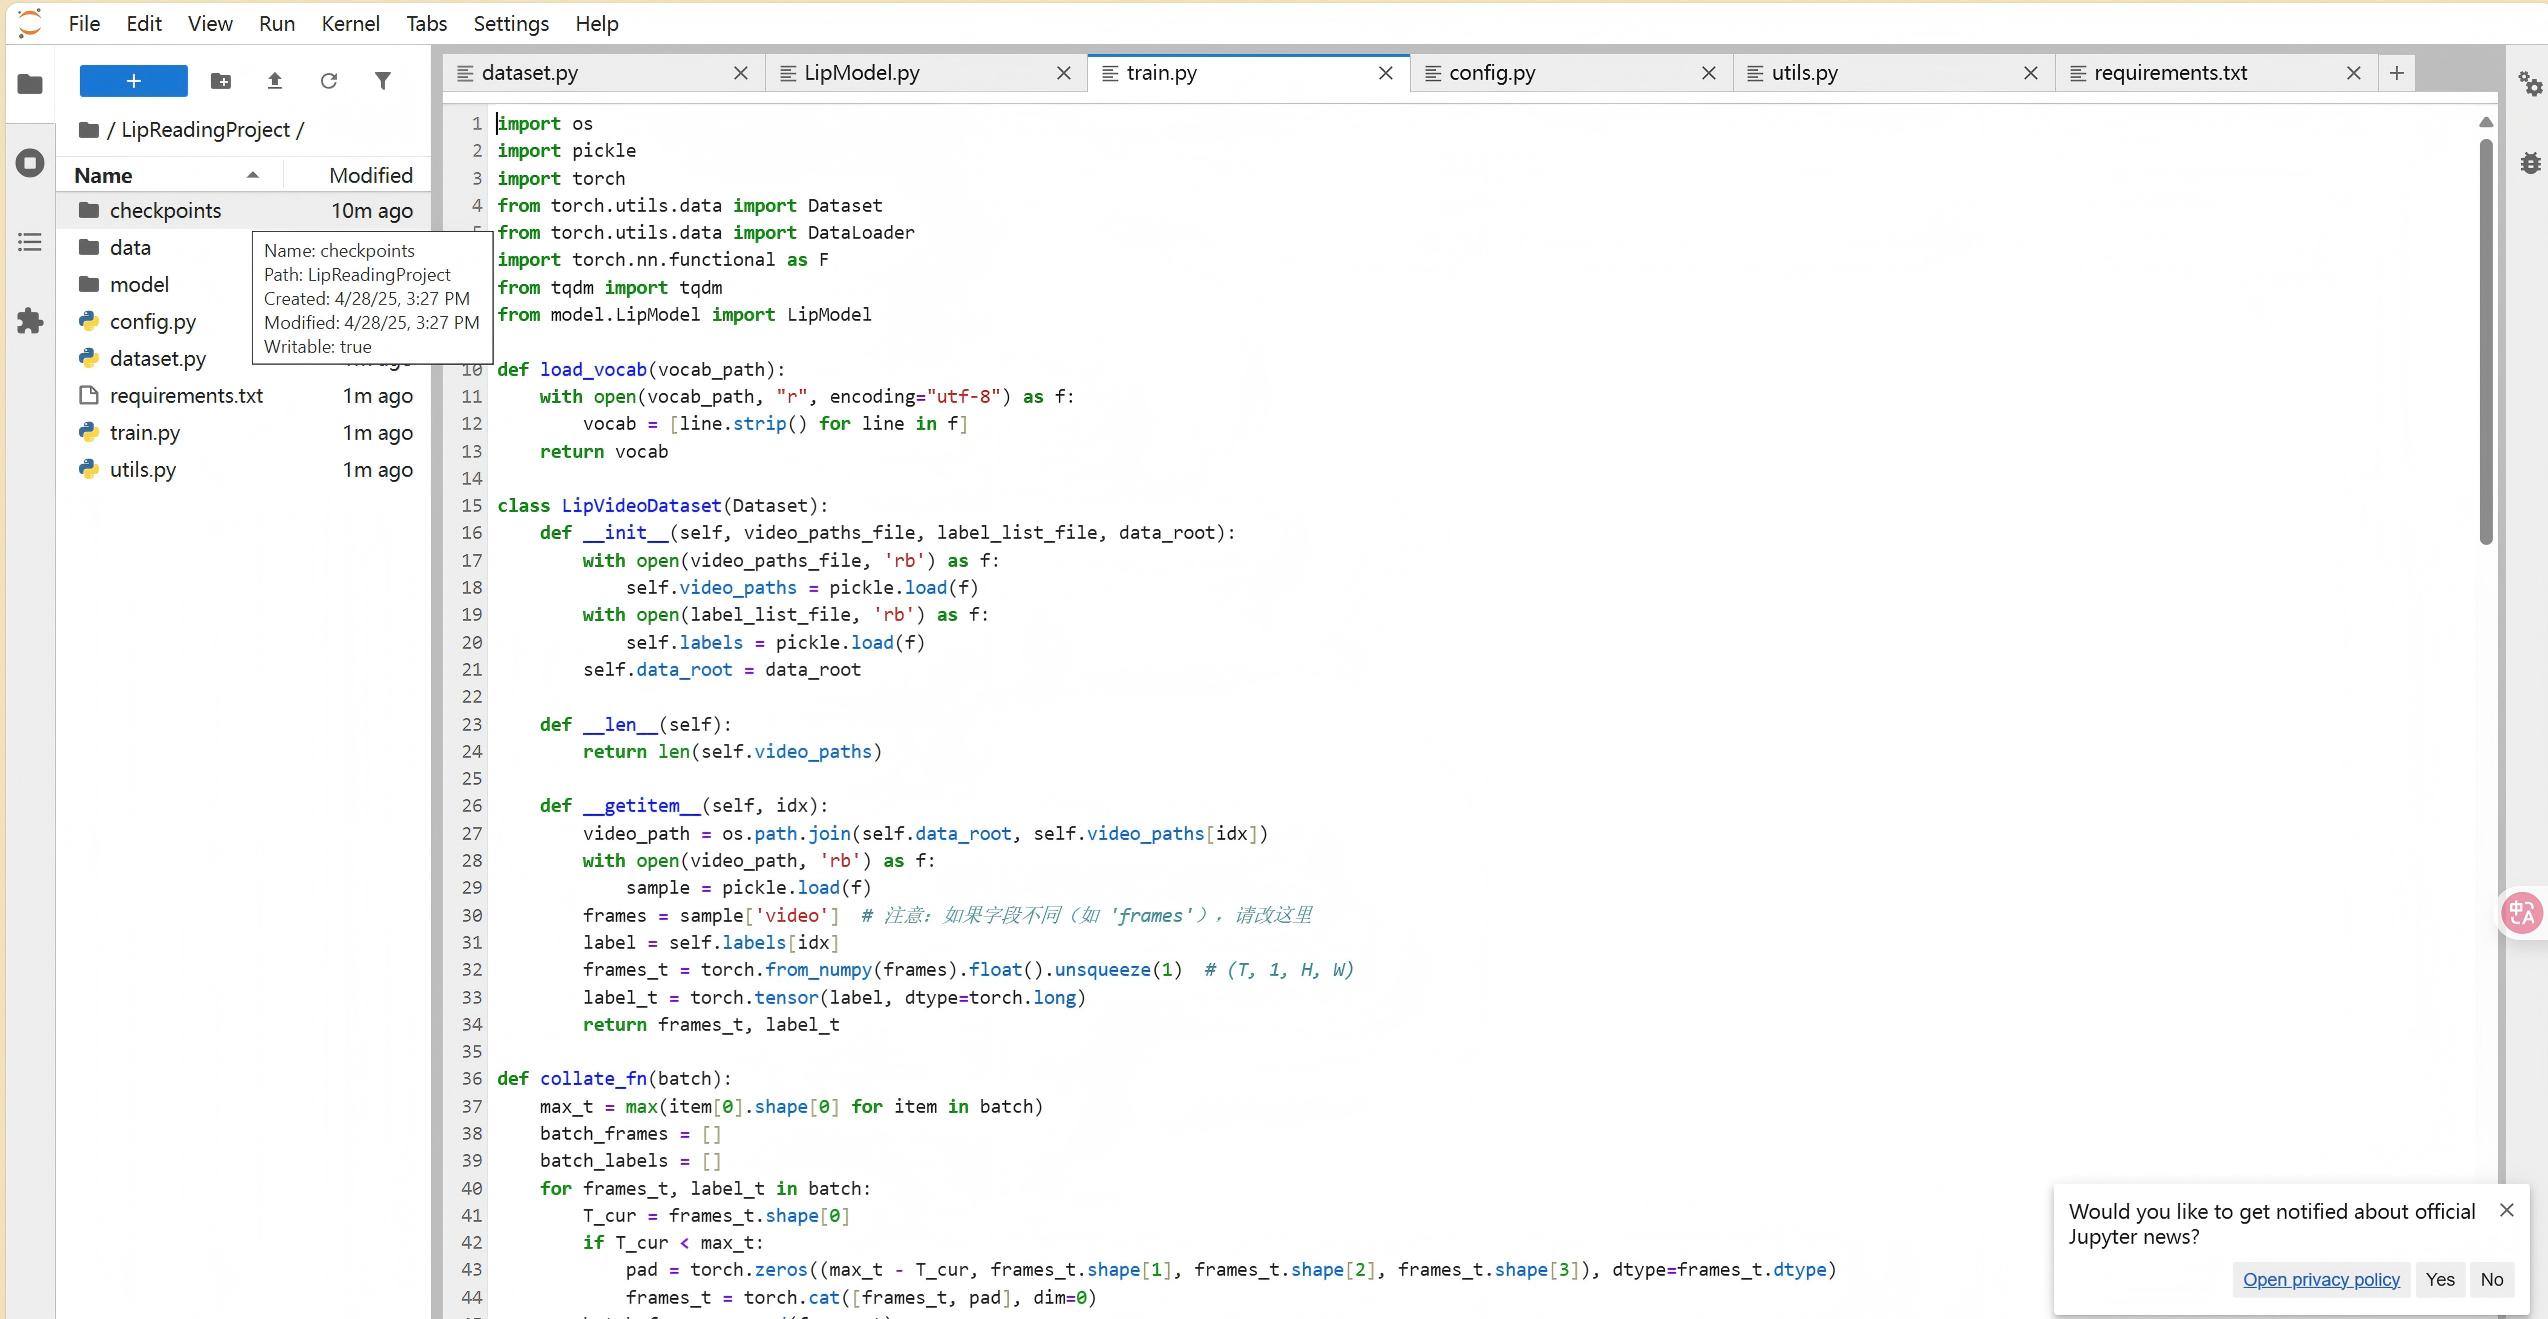 File Edit View Run Kernel Tabs Settings Help
+
/ LipReadingProject /
Name Modified
checkpoints 10m ago
data
model
config.py
dataset.py
requirements.txt 1m ago
train.py 1m ago
utils.py 1m ago
Name: checkpoints
Path: LipReadingProject
Created: 4/28/25, 3:27 PM
Modified: 4/28/25, 3:27 PM
Writable: true
dataset.py LipModel.py train.py config.py utils.py requirements.txt
1 import os
2 import pickle
3 import torch
4 from torch.utils.data import Dataset
from torch.utils.data import DataLoader
import torch.nn.functional as F
from tqdm import tqdm
from model.LipModel import LipModel
10 def load_vocab(vocab_path):
11 with open(vocab_path, "r", encoding="utf-8") as f:
12 vocab = [line.strip() for line in f]
13 return vocab
14
15 class LipVideoDataset(Dataset):
16 def __init__(self, video_paths_file, label_list_file, data_root):
17 with open(video_paths_file, 'rb') as f:
18 self.video_paths = pickle.load(f)
19 with open(label_list_file, 'rb') as f:
20 self.labels = pickle.load(f)
21 self.data_root = data_root
22
23 def __len__(self):
24 return len(self.video_paths)
25
26 def __getitem__(self, idx):
27 video_path = os.path.join(self.data_root, self.video_paths[idx])
28 with open(video_path, 'rb') as f:
29 sample = pickle.load(f)
30 frames = sample['video'] # 注意：如果字段不同（如 'frames'），请改这里
31 label = self.labels[idx]
32 frames_t = torch.from_numpy(frames).float().unsqueeze(1) # (T, 1, H, W)
33 label_t = torch.tensor(label, dtype=torch.long)
34 return frames_t, label_t
35
36 def collate_fn(batch):
37 max_t = max(item[0].shape[0] for item in batch)
38 batch_frames = []
39 batch_labels = []
40 for frames_t, label_t in batch:
41 T_cur = frames_t.shape[0]
42 if T_cur < max_t:
43 pad = torch.zeros((max_t - T_cur, frames_t.shape[1], frames_t.shape[2], frames_t.shape[3]), dtype=frames_t.dtype)
44 frames_t = torch.cat([frames_t, pad], dim=0)
中A
Would you like to get notified about official
Jupyter news?
Open privacy policy Yes No